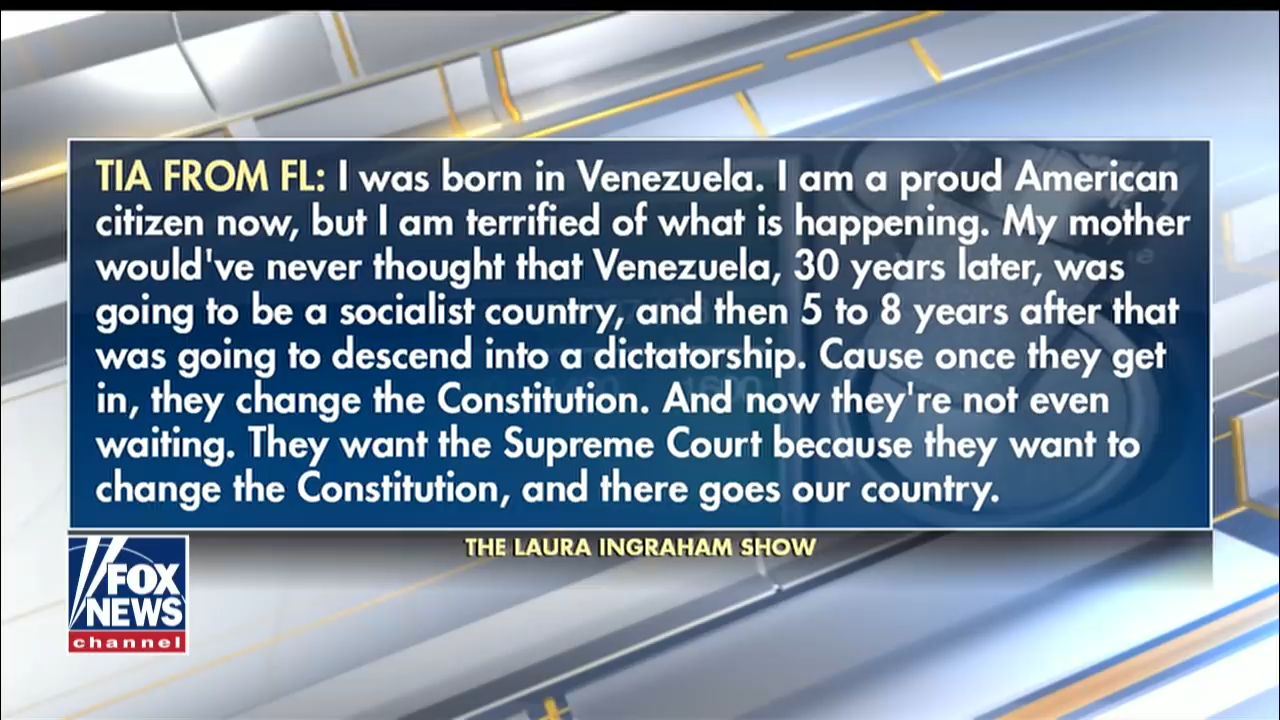 TIA FROM FL: I was born in Venezuela. I am a proud American
citizen now, but I am terrified of what is happening. My mother
would've never thought that Venezuela, 30 years later, was
going to be a socialist country, and then 5 to 8 years after that
was going to descend into a dictatorship. Cause once they get
in, they change the Constitution. And now they're not even
waiting. They want the Supreme Court because they want to
change the Constitution, and there goes our country.
THE LAURA INGRAHAM SHOW
FOX
NEWS
channel